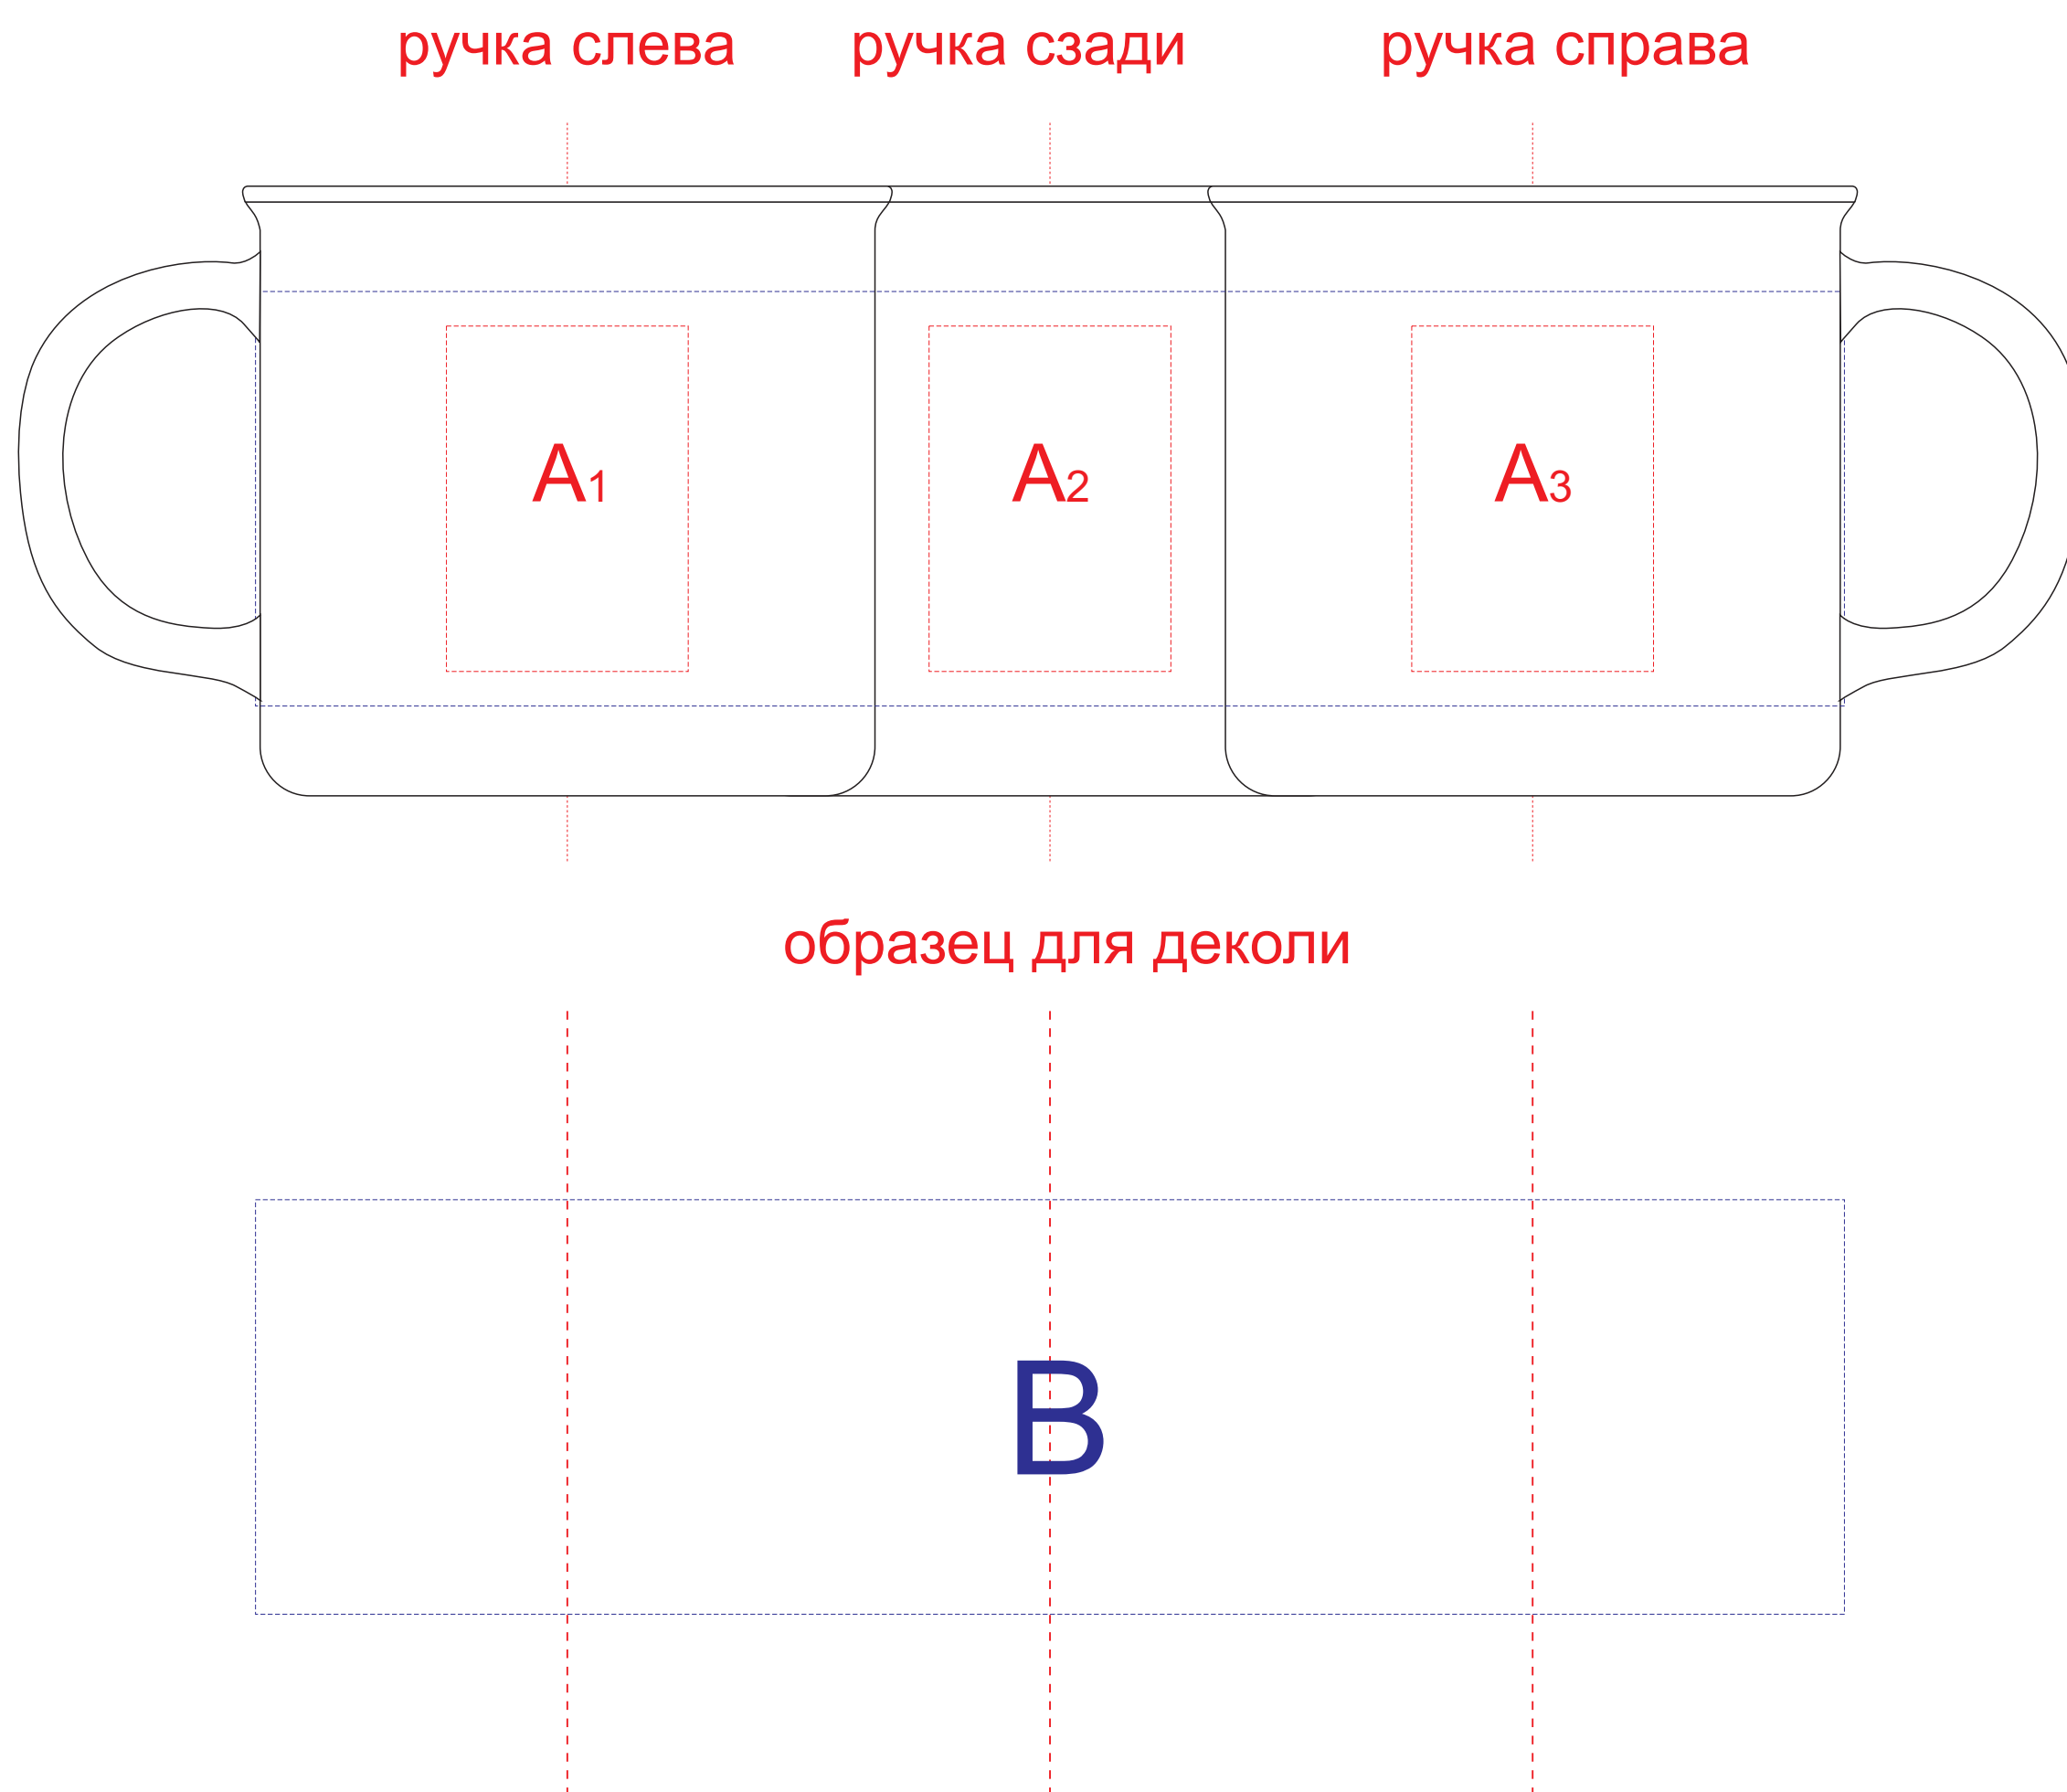 ручка слева
ручка сзади
ручка справа
A1
A2
A3
образец для деколи
B